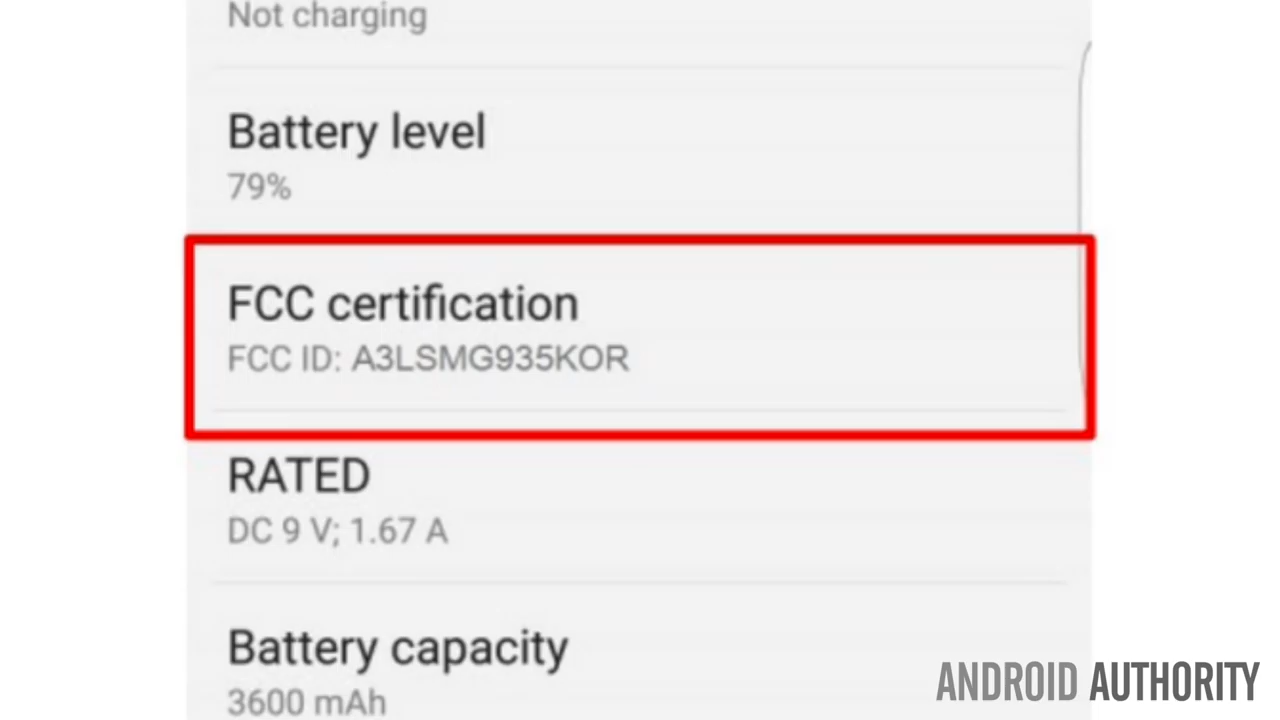 Not charging
Battery level
79%
FCC certification
FCC ID: A3LSMG935KOR
RATED
DC 9 V; 1.67 A
Battery capacity
3600 mAh
ANDROID AUTHORITY